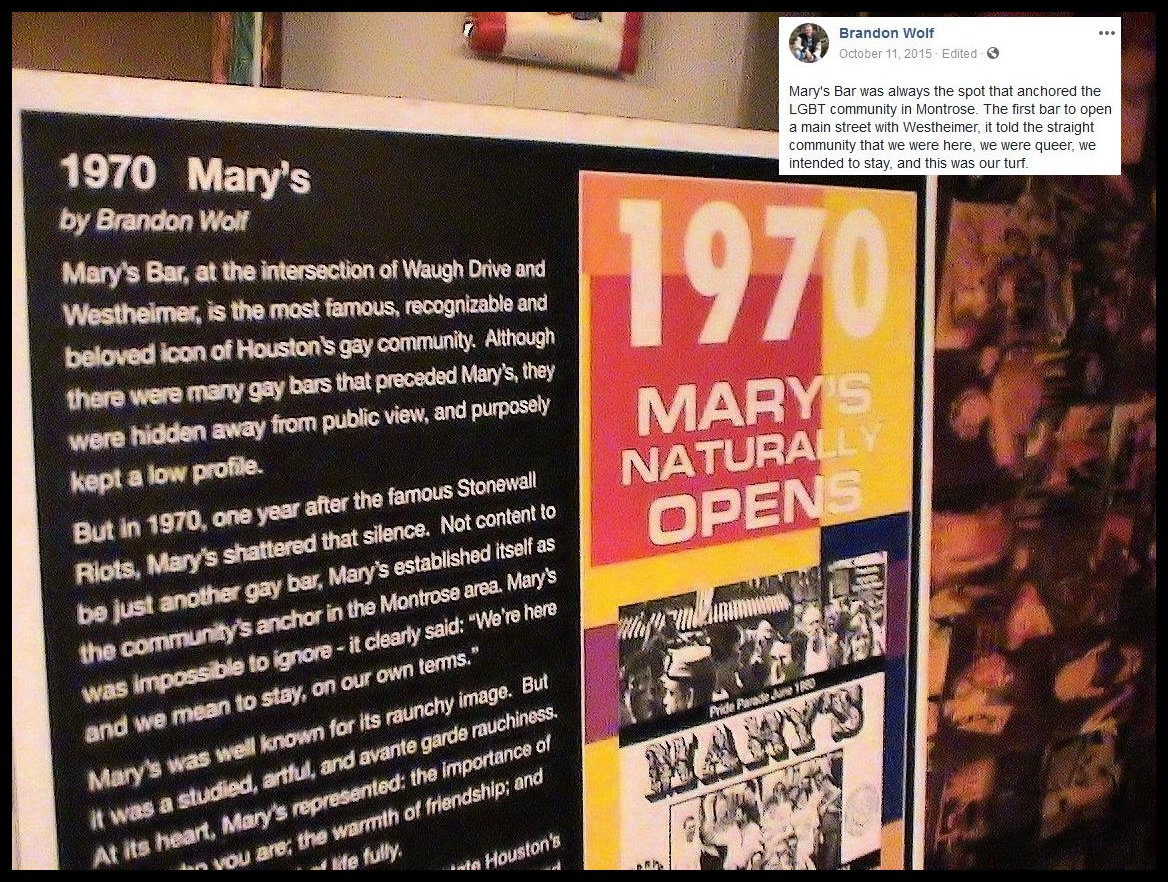 Brandon Wolf
October 11, 2015 · Edited ·
Mary's Bar was always the spot that anchored the
LGBT community in Montrose. The first bar to open
a main street with Westheimer, it told the straight
community that we were here, we were queer, we
intended to stay, and this was our turf.
1970 Mary's
by Brandon Wolf
Mary's Bar, at the intersection of Waugh Drive and
Westheimer, is the most famous, recognizable and
beloved icon of Houston's gay community. Although
there were many gay bars that preceded Mary's, they
were hidden away from public view, and purposely
kept a low profile.
But in 1970, one year after the famous Stonewall
Riots, Mary's shattered that silence. Not content to
be just another gay bar, Mary's established itself as
the community's anchor in the Montrose area. Mary's
was impossible to ignore - it clearly said: "We're here
and we mean to stay, on our own terms."
Mary's was well known for its raunchy image. But
it was a studied, artful, and avante garde rauchiness.
At its heart, Mary's represented: the importance of
you are; the warmth of friendship; and
life fully.
Houston's
1970
MARY'S
NATURALLY
OPENS
Pride Parade June 1980